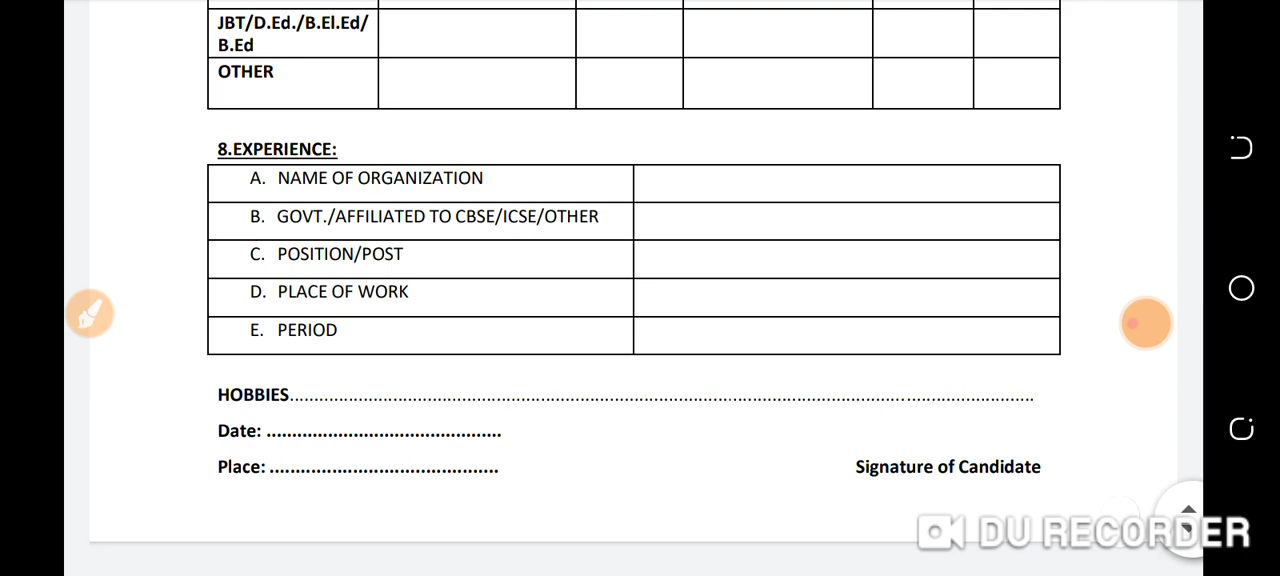 JBT/D.Ed./B.El.Ed/
B.Ed
OTHER
8.EXPERIENCE:
A. NAME OF ORGANIZATION
B. GOVT./AFFILIATED TO CBSE/ICSE/OTHER
C. POSITION/POST
D. PLACE OF WORK
E. PERIOD
HOBBIES..........................................................................................................................................
Date: .............................................
Place: ............................................ Signature of Candidate
DU RECORDER